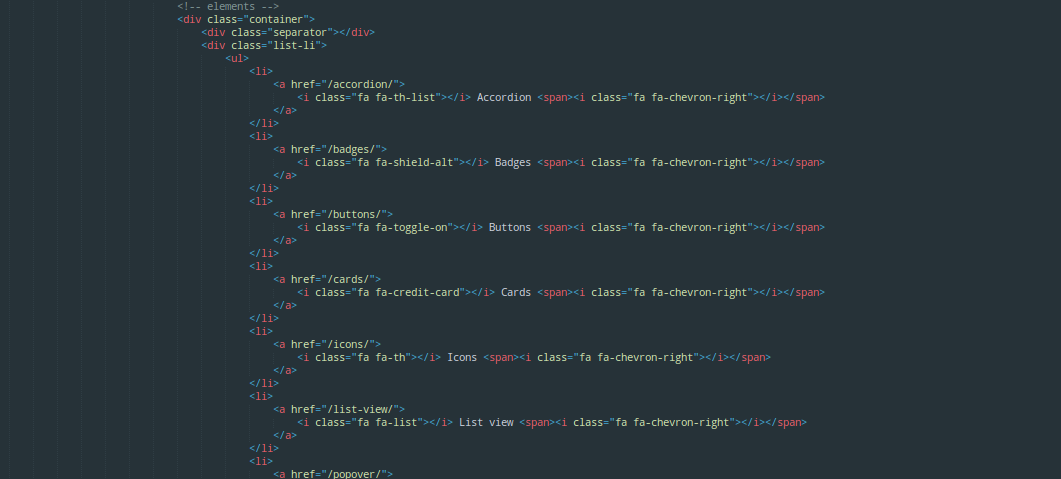 <!-- elements -->
<div class="container">
<div class="separator"></div>
<div class="list-li">
<ul>
<li>
<a href="/accordion/">
<i class="fa fa-th-list"></i> Accordion <span><i class="fa fa-chevron-right"></i></span>
</a>
</li>
<li>
<a href="/badges/">
<i class="fa fa-shield-alt"></i> Badges <span><i class="fa fa-chevron-right"></i></span>
</a>
</li>
<li>
<a href="/buttons/">
<i class="fa fa-toggle-on"></i> Buttons <span><i class="fa fa-chevron-right"></i></span>
</a>
</li>
<li>
<a href="/cards/">
<i class="fa fa-credit-card"></i> Cards <span><i class="fa fa-chevron-right"></i></span>
</a>
</li>
<li>
<a href="/icons/">
<i class="fa fa-th"></i> Icons <span><i class="fa fa-chevron-right"></i></span>
</a>
</li>
<li>
<a href="/list-view/">
<i class="fa fa-list"></i> List view <span><i class="fa fa-chevron-right"></i></span>
</a>
</li>
<li>
<a href="/popover/">